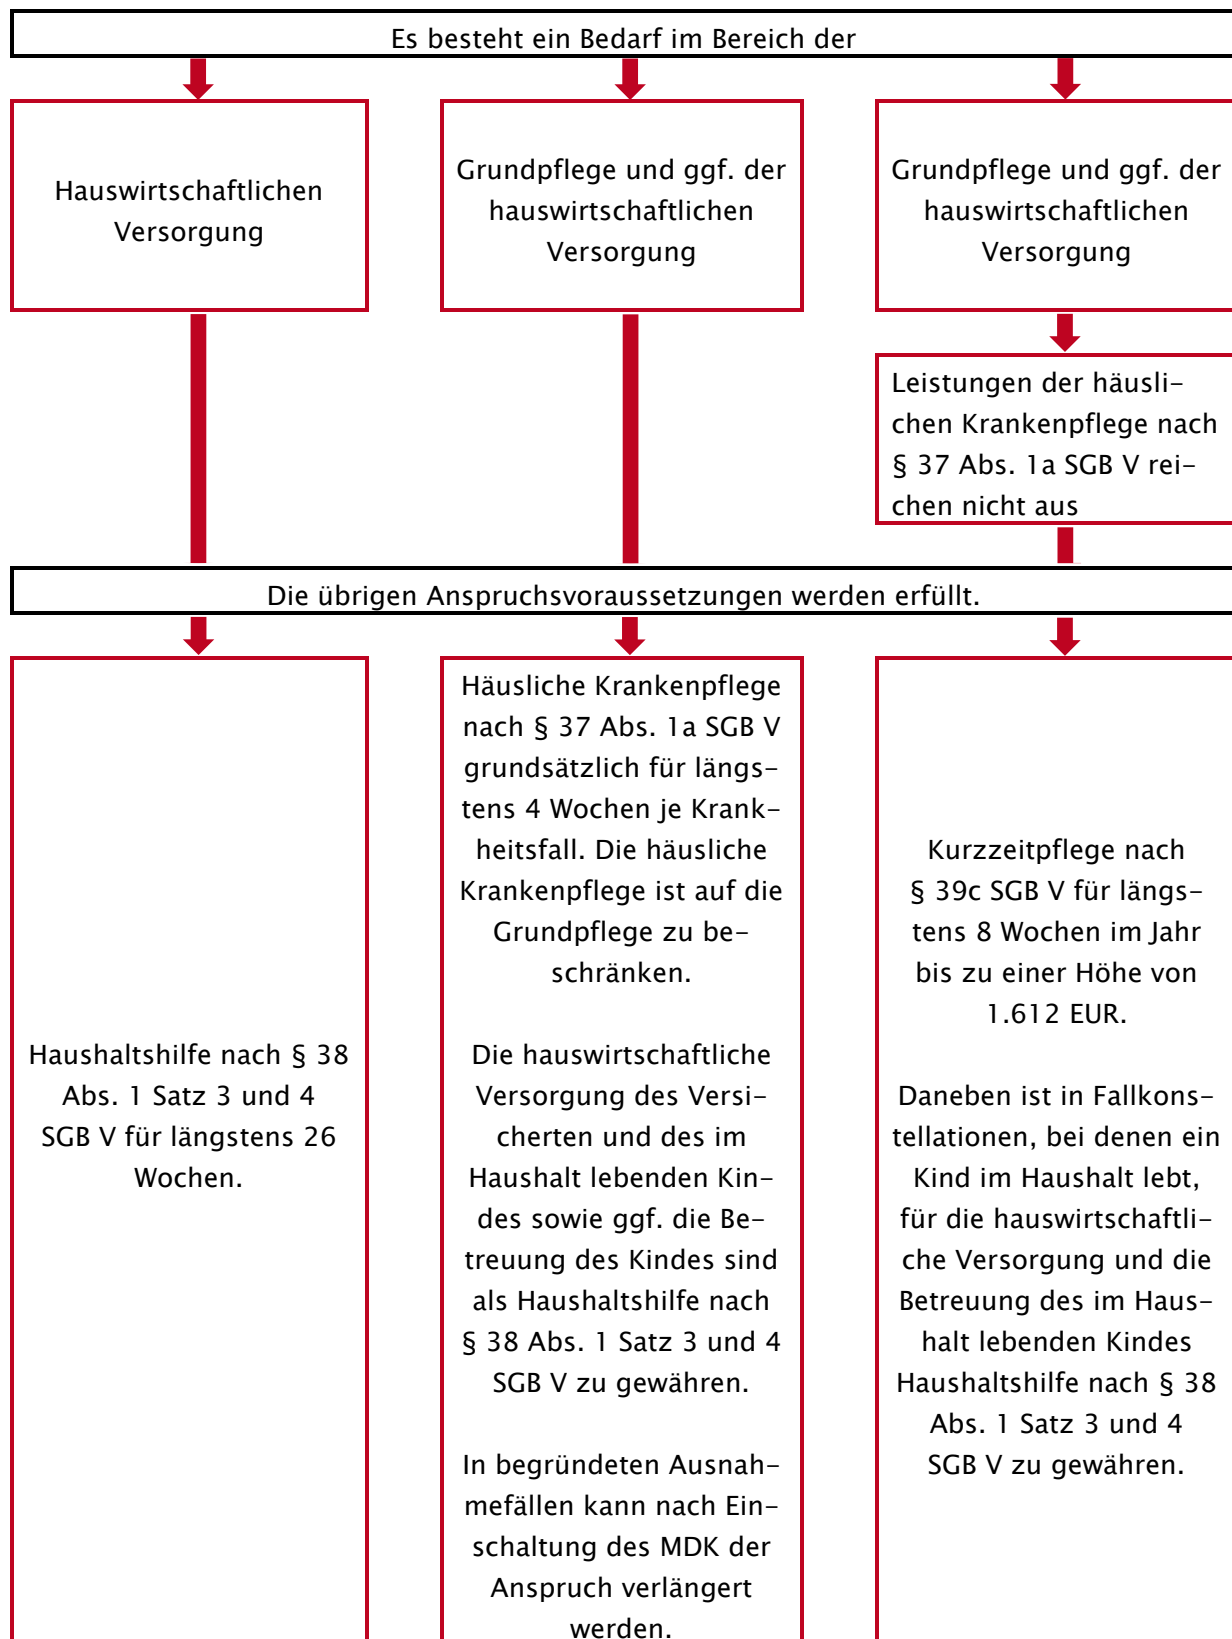 Es besteht ein Bedarf im Bereich der
Hauswirtschaftlichen
Versorgung
Grundpflege und ggf. der
hauswirtschaftlichen
Versorgung
Grundpflege und ggf. der
hauswirtschaftlichen
Versorgung
Leistungen der häusli-
chen Krankenpflege nach
§ 37 Abs. 1a SGB V rei-
chen nicht aus
Die übrigen Anspruchsvoraussetzungen werden erfüllt.
Haushaltshilfe nach § 38
Abs. 1 Satz 3 und 4
SGB V für längstens 26
Wochen.
Häusliche Krankenpflege
nach § 37 Abs. 1a SGB V
grundsätzlich für längs-
tens 4 Wochen je Krank-
heitsfall. Die häusliche
Krankenpflege ist auf die
Grundpflege zu be-
schränken.
Die hauswirtschaftliche
Versorgung des Versi-
cherten und des im
Haushalt lebenden Kin-
des sowie ggf. die Be-
treuung des Kindes sind
als Haushaltshilfe nach
§ 38 Abs. 1 Satz 3 und 4
SGB V zu gewähren.
In begründeten Ausnah-
mefällen kann nach Ein-
schaltung des MDK der
Anspruch verlängert
werden.
Kurzzeitpflege nach
§ 39c SGB V für längs-
tens 8 Wochen im Jahr
bis zu einer Höhe von
1.612 EUR.
Daneben ist in Fallkons-
tellationen, bei denen ein
Kind im Haushalt lebt,
für die hauswirtschaftli-
che Versorgung und die
Betreuung des im Haus-
halt lebenden Kindes
Haushaltshilfe nach § 38
Abs. 1 Satz 3 und 4
SGB V zu gewähren.